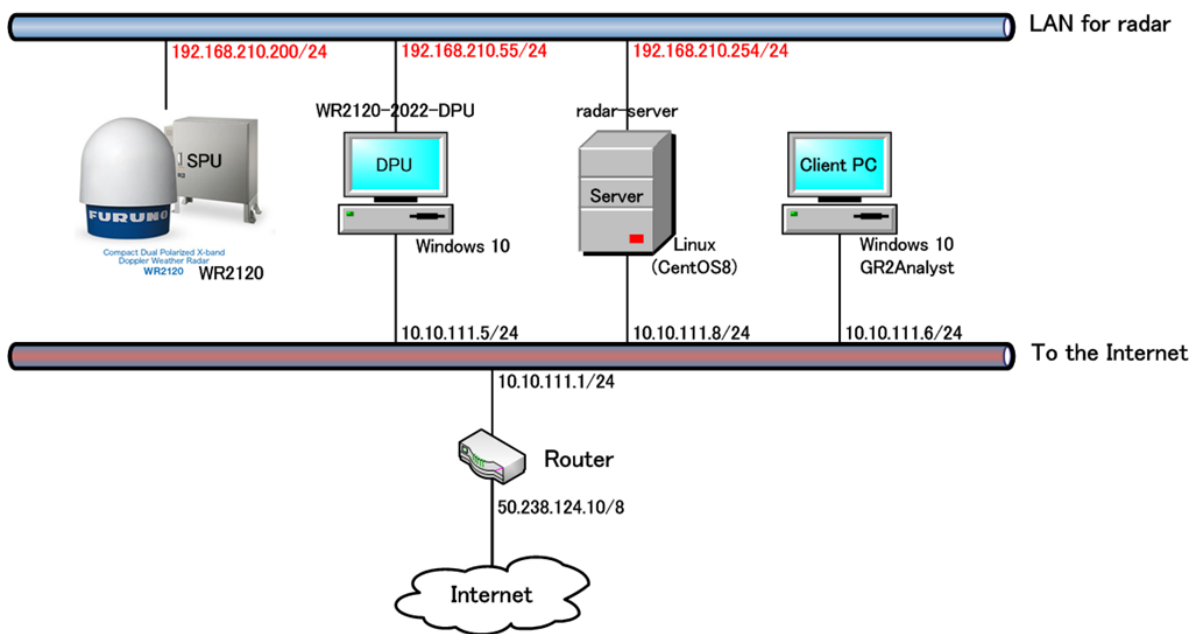 LAN for radar
192.168.210.200/24
192.168.210.55/24
192.168.210.254/24
WR2120-2022-DPU
radar-server
SPU
DPU
Server
Client PC
FURUNO
Windows 10
Linux
(CentOS8)
Windows 10
GR2Analyst
Compact Dual Polarized X-band
Doppler Weather Radar
WR2120
WR2120
10.10.111.5/24
10.10.111.8/24
10.10.111.6/24
To the Internet
10.10.111.1/24
Router
50.238.124.10/8
Internet